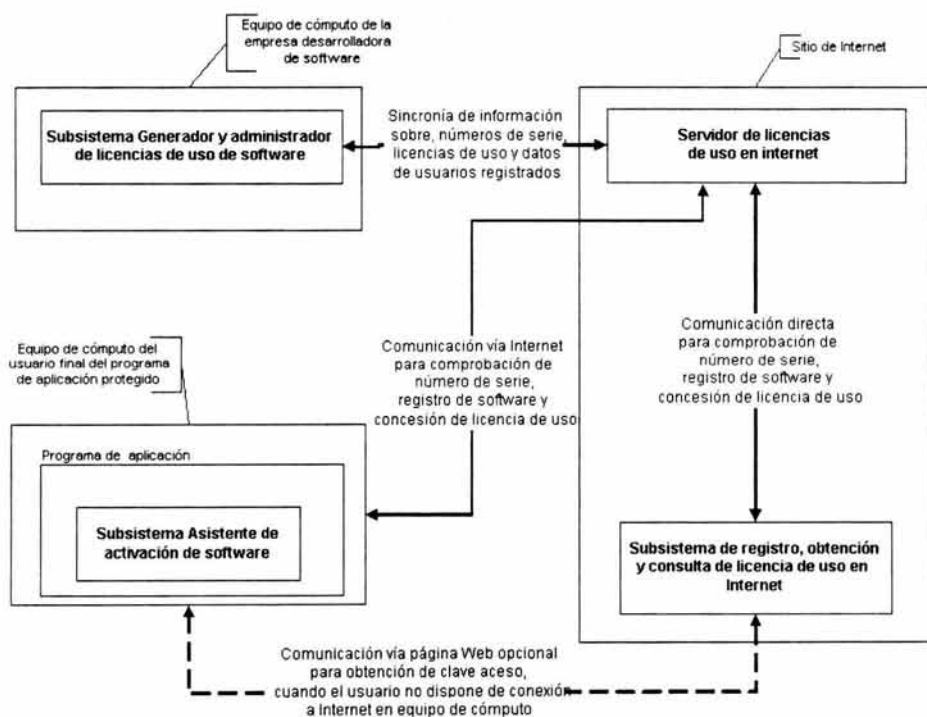 Equipo de cómputo de la
empresa desarrolladora
de software
Sitio de Internet
Subsistema Generador y administrador
de licencias de uso de software
Sincronía de información
sobre, números de serie,
licencias de uso y datos
de usuarios registrados
Servidor de licencias
de uso en internet
Equipo de cómputo del
usuario final del programa
de aplicación protegido
Comunicación vía Internet
para comprobación de
número de serie,
registro de software y
concesión de licencia de uso
Comunicación directa
para comprobación de
número de serie,
registro de software y
concesión de licencia de uso
Programa de aplicación
Subsistema Asistente de
activación de software
Subsistema de registro, obtención
y consulta de licencia de uso en
Internet
Comunicación vía página Web opcional
para obtención de clave aceso,
cuando el usuario no dispone de conexión
a Internet en equipo de cómputo